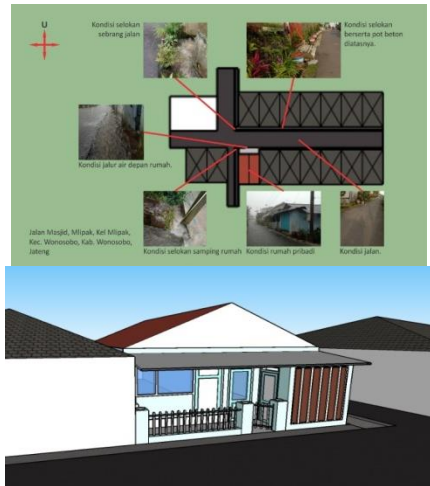 U
Kondisi selokan
sebrang jalan
Kondisi selokan
berserta pot beton
diatasnya.
Kondisi jalur air depan rumah.
Jalan Masjid, Mlipak, Kel Mlipak,
Kec. Wonosobo, Kab. Wonosobo,
Jateng
Kondisi selokan samping rumah
Kondisi rumah pribadi
Kondisi jalan.